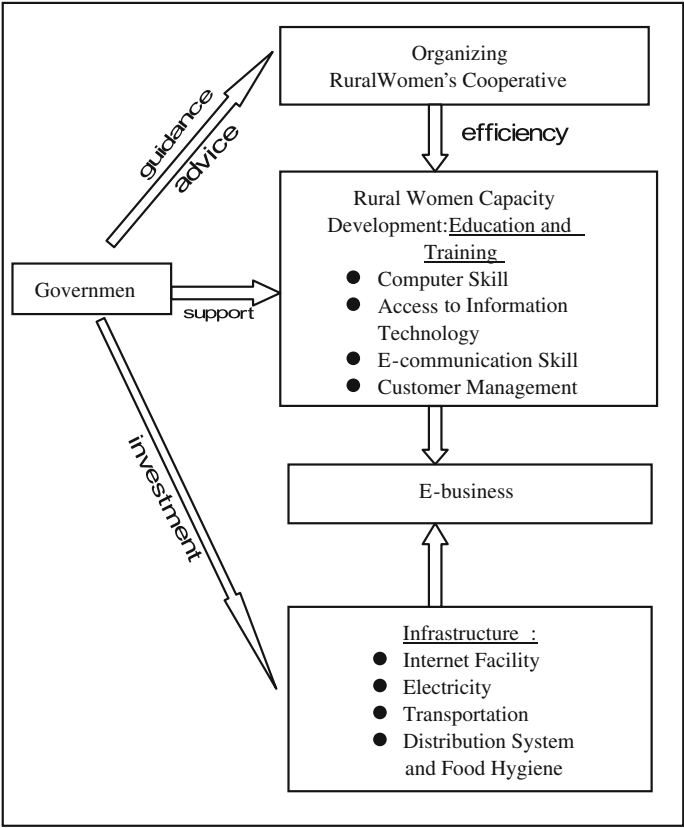 Organizing
RuralWomen's Cooperative
efficiency
guidance
advice
Rural Women Capacity
Development:Education and
Training
● Computer Skill
● Access to Information
Technology
● E-communication Skill
● Customer Management
Governmen
support
investment
E-business
Infrastructure :
● Internet Facility
● Electricity
● Transportation
● Distribution System
and Food Hygiene